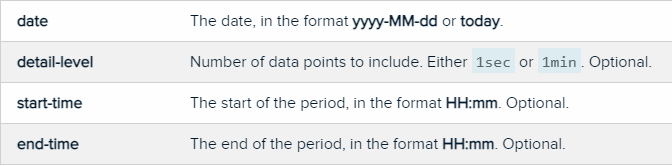 date The date, in the format yyyy-MM-dd or today.
detail-level Number of data points to include. Either 1sec or 1min. Optional.
start-time The start of the period, in the format HH:mm. Optional.
end-time The end of the period, in the format HH:mm. Optional.